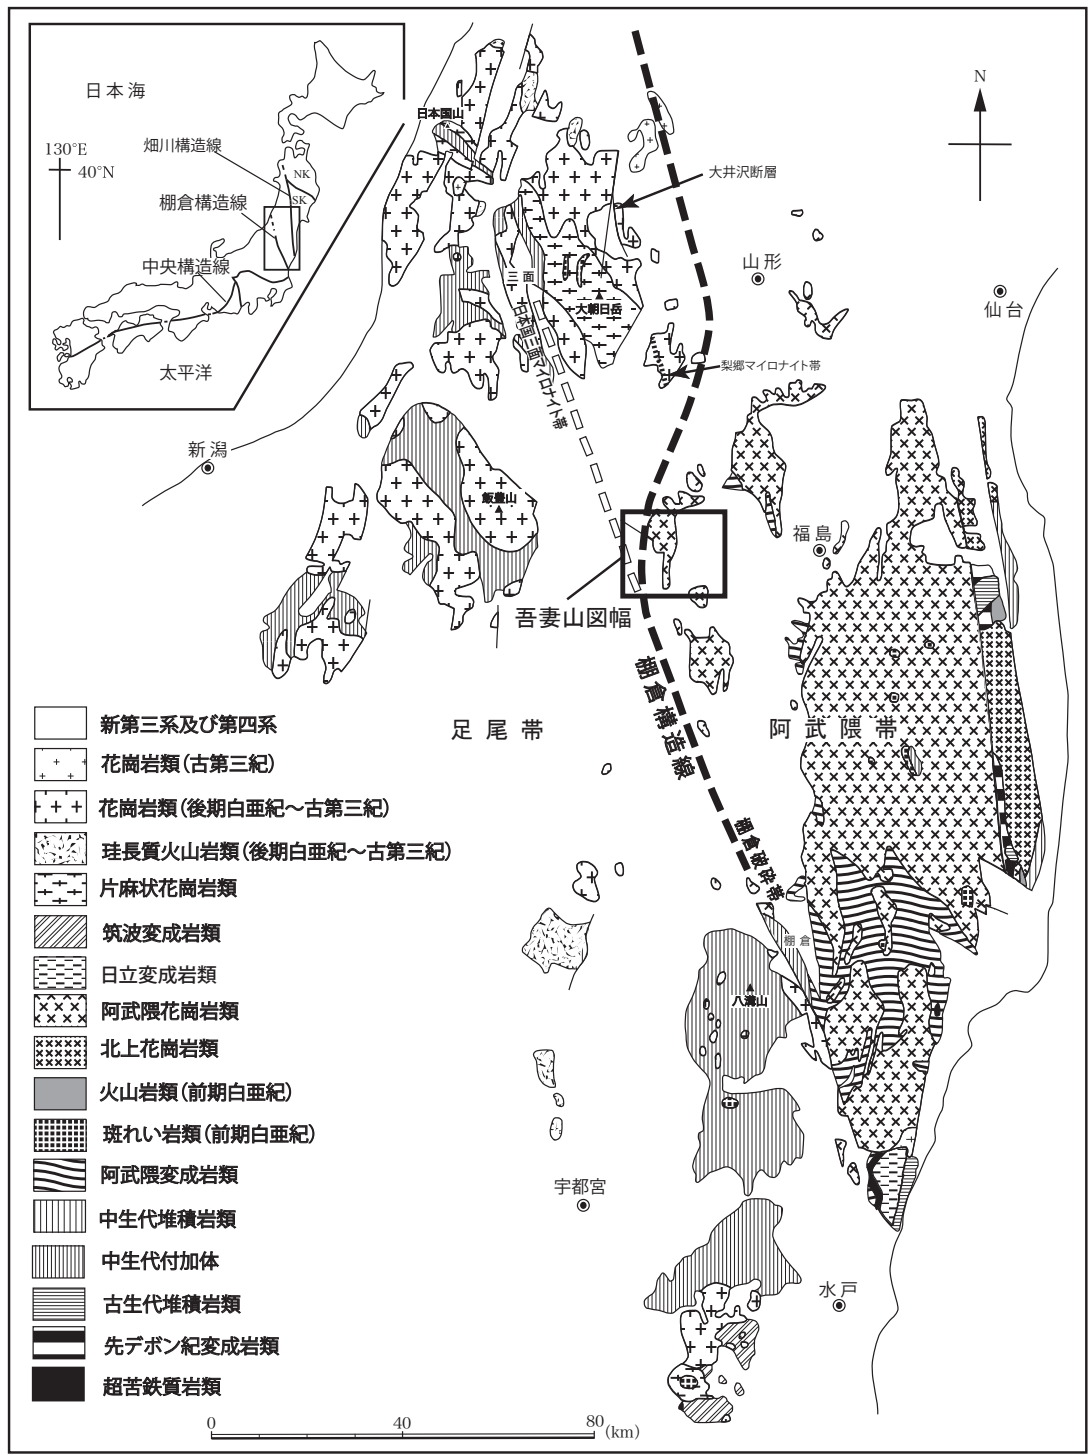 日本海
130°E
40°N
畑川構造線
NK
SK
棚倉構造線
中央構造線
太平洋
日本国山
N
大井沢断層
山形
仙台
三面
大朝日岳
日本国三面マイロナイト帯
梨郷マイロナイト帯
新潟
飯豊山
福島
吾妻山図幅
棚倉構造線
足尾帯
阿武隈帯
棚倉破砕帯
棚倉
八溝山
宇都宮
水戸
新第三系及び第四系
花崗岩類(古第三紀)
花崗岩類(後期白亜紀～古第三紀)
珪長質火山岩類(後期白亜紀～古第三紀)
片麻状花崗岩類
筑波変成岩類
日立変成岩類
阿武隈花崗岩類
北上花崗岩類
火山岩類(前期白亜紀)
斑れい岩類(前期白亜紀)
阿武隈変成岩類
中生代堆積岩類
中生代付加体
古生代堆積岩類
先デボン紀変成岩類
超苦鉄質岩類
0 40 80(km)